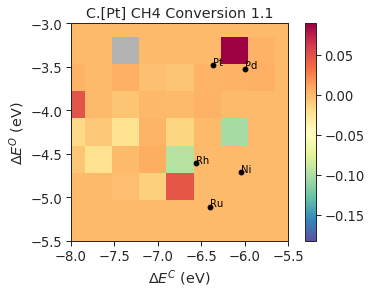 C.[Pt] CH4 Conversion 1.1
−3.0
−3.5
−4.0
−4.5
−5.0
−5.5
ΔE^O (eV)
Pt
Pd
Rh
Ni
Ru
−8.0 −7.5 −7.0 −6.5 −6.0 −5.5
ΔE^C (eV)
0.05
0.00
−0.05
−0.10
−0.15